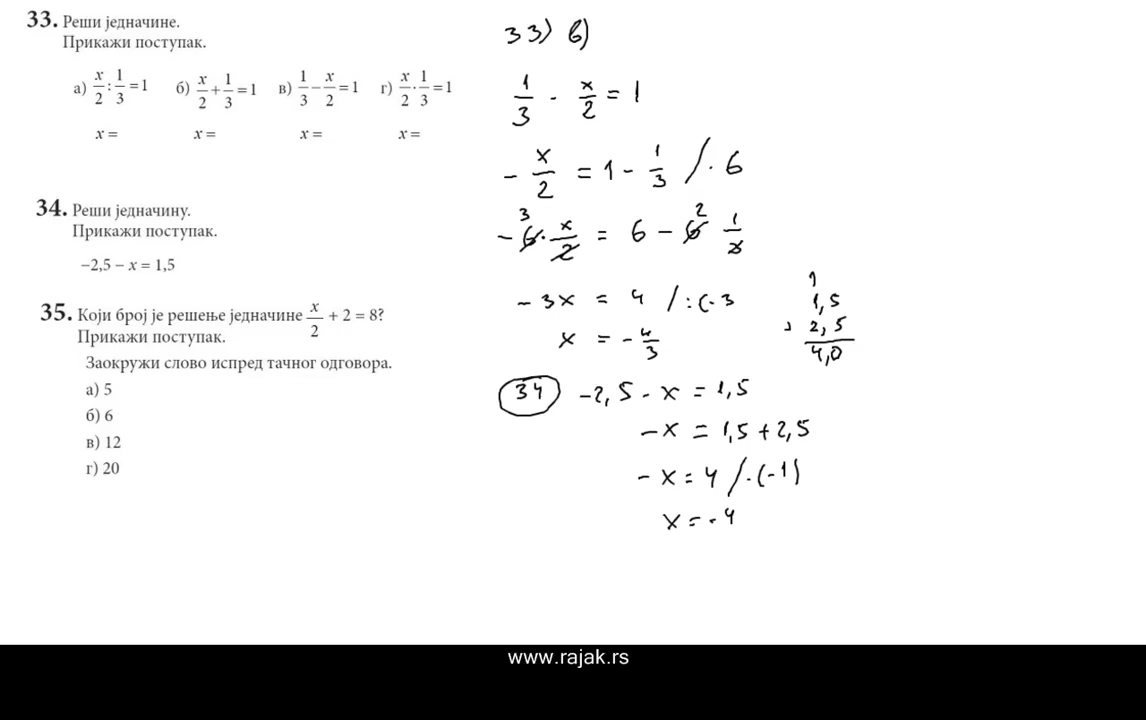 33. Реши једначине.
Прикажи поступак.
а) x/2 : 1/3 = 1 б) x/2 + 1/3 = 1 в) 1/3 − x/2 = 1 г) x/2 · 1/3 = 1
x = x = x = x =
34. Реши једначину.
Прикажи поступак.
−2,5 − x = 1,5
35. Који број је решење једначине x/2 + 2 = 8?
Прикажи поступак.
Заокружи слово испред тачног одговора.
а) 5
б) 6
в) 12
г) 20
33) в)
1/3 - x/2 = 1
- x/2 = 1 - 1/3 /· 6
3 2
- 6 · x/2 = 6 - 6 1/3
- 3x = 4 /:(-3
x = - 4/3
1
1,5
+ 2,5
4,0
34 -2,5 - x = 1,5
-x = 1,5 + 2,5
- x = 4 /·(-1)
x = -4
www.rajak.rs